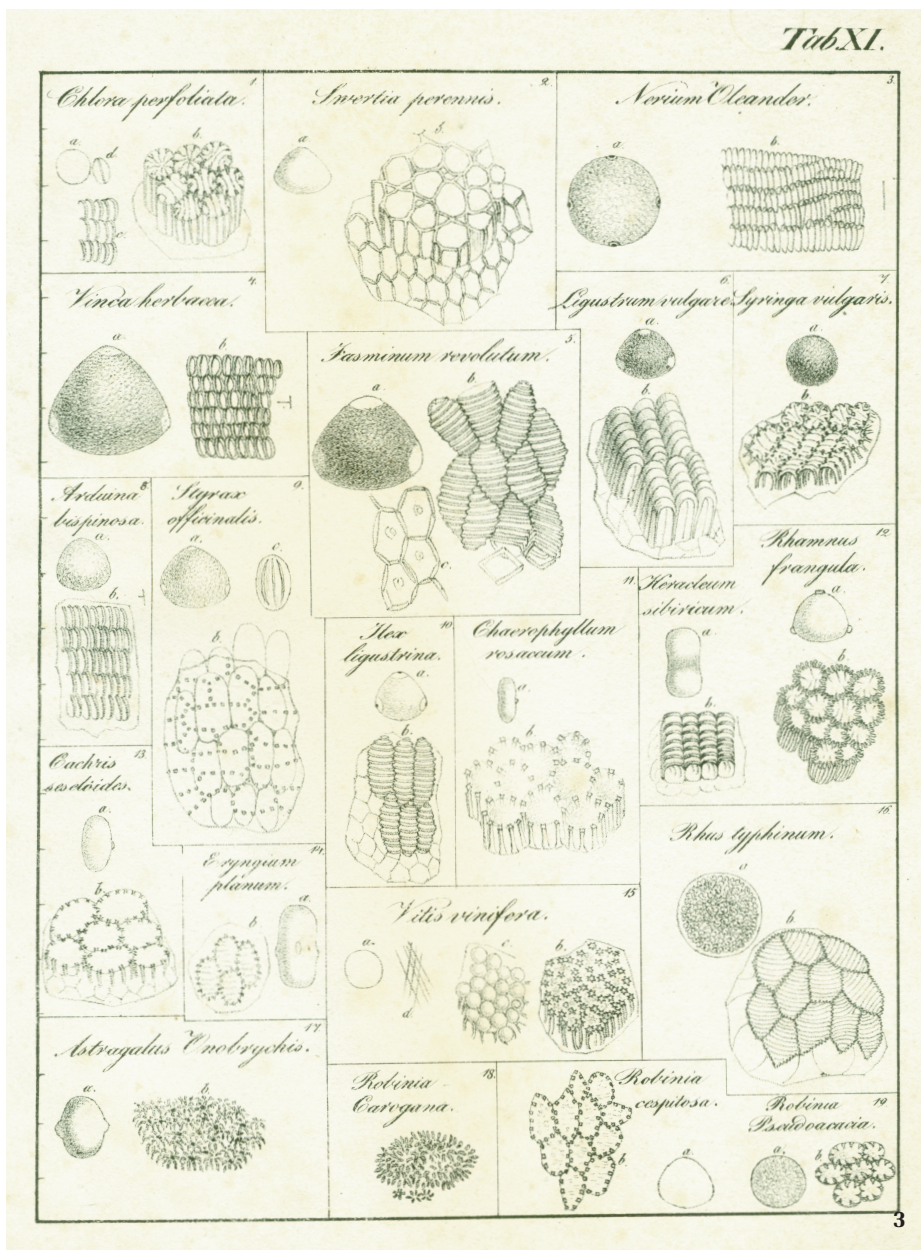 Tab XI.
1.
Chlora perfoliata.
a.
d.
b.
c.
2.
Swertia perennis.
a
b.
3.
Nerium Oleander.
a.
b.
4.
Vinca herbacea.
a.
b.
5.
Jasminum revolutum.
a.
b.
c.
6.
Ligustrum vulgare.
a.
b.
7.
Syringa vulgaris.
a.
b.
8.
Arduina
bispinosa.
a.
b.
9.
Styrax
officinalis.
a.
c.
b.
10.
Ilex
ligustrina.
a.
b.
Chaerophyllum
rosaceum.
a.
b.
11.
Heracleum
sibiricum.
a.
b.
12.
Rhamnus
frangula.
a.
b.
13.
Cachris
seseloides.
a.
b.
14.
Eryngium
planum.
b
a.
15.
Vitis vinifera.
a.
d
c.
b.
16.
Rhus typhinum.
a
b.
17.
Astragalus Onobrychis.
a.
b.
18.
Robinia
Caragana.
Robinia
cespitosa.
b.
a.
19.
Robinia
Pseudoacacia.
a.
b.
3